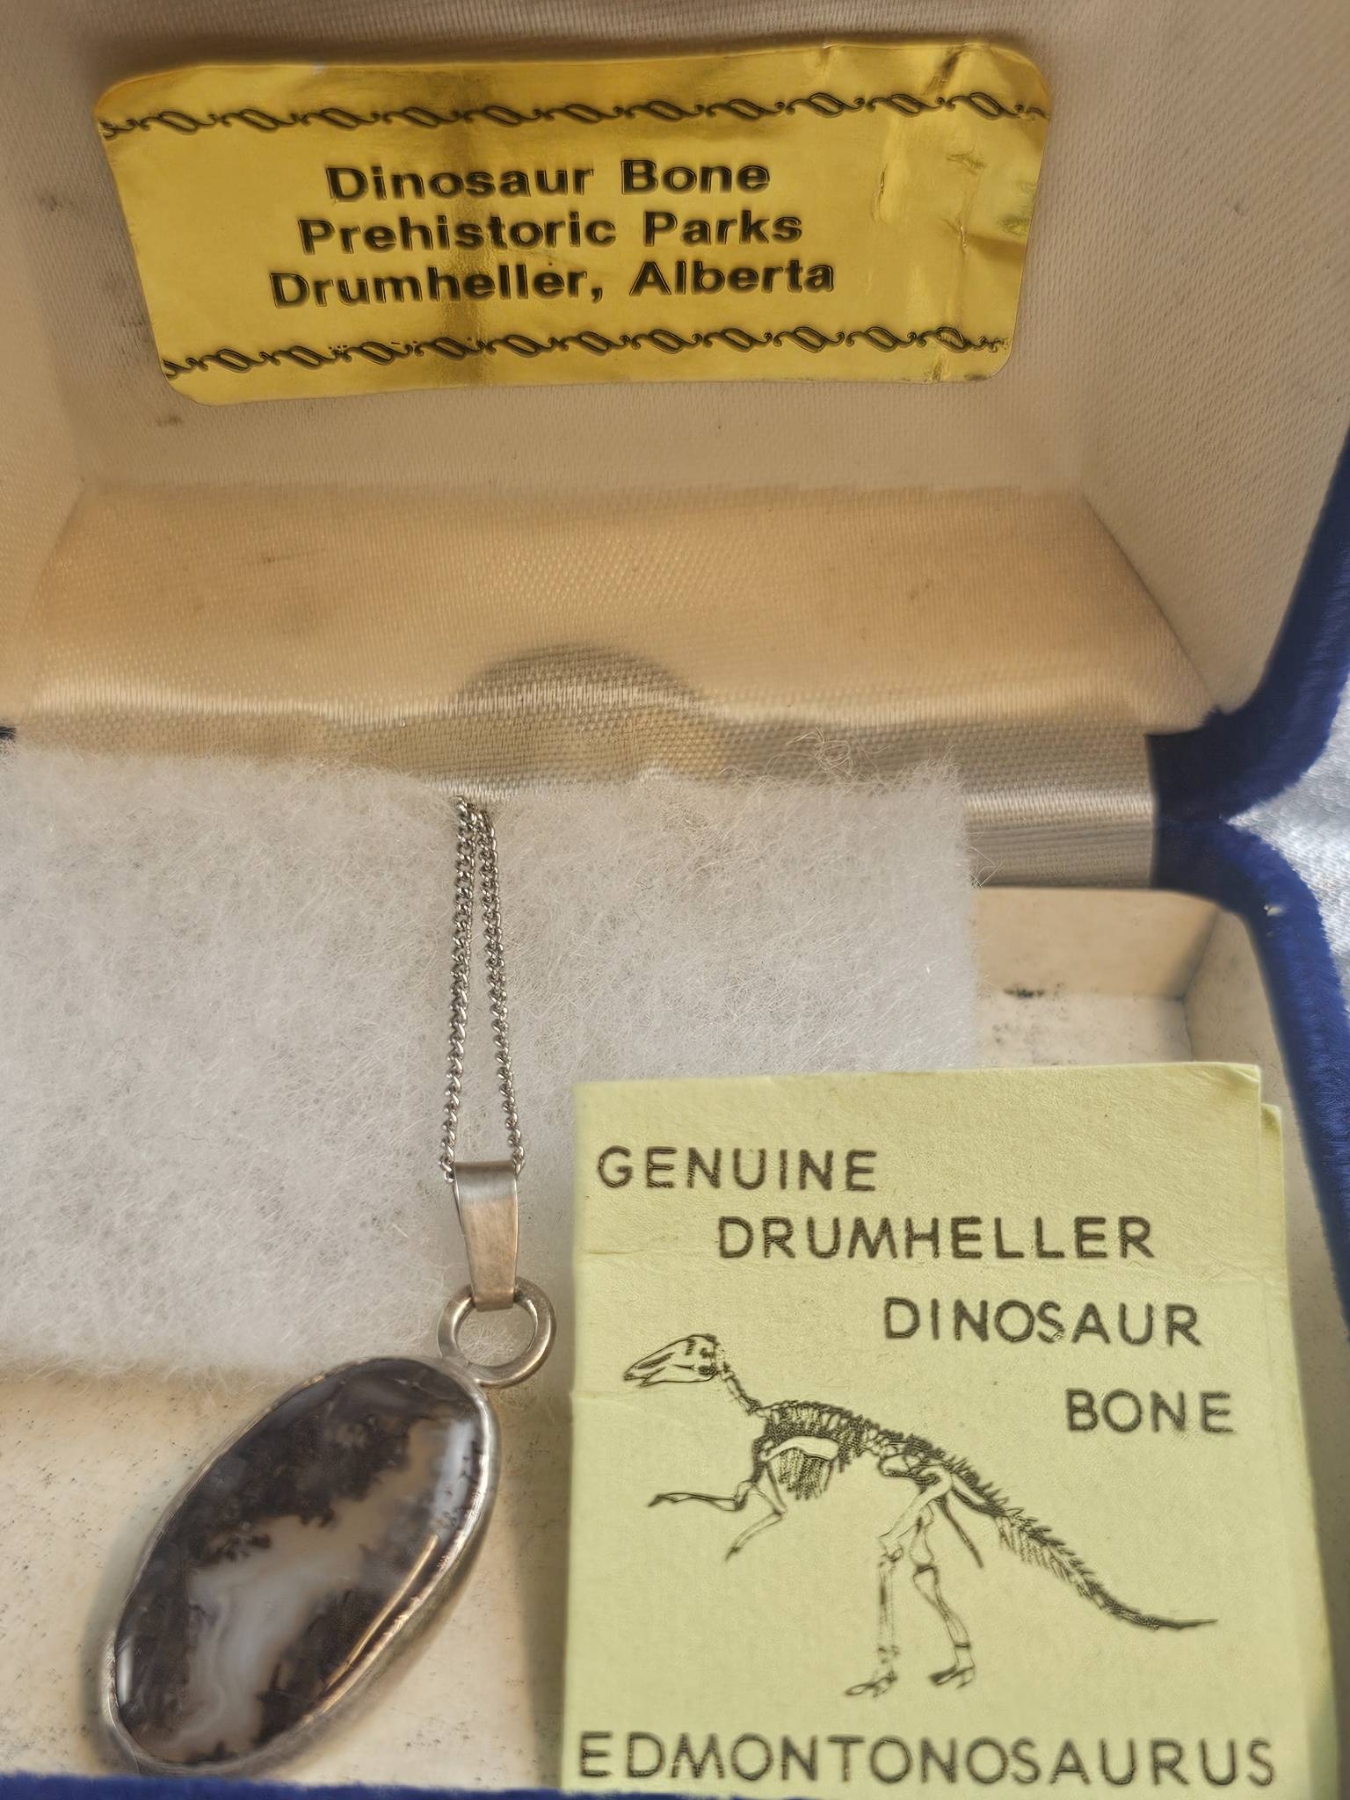 Dinosaur Bone
Prehistoric Parks
Drumheller, Alberta
GENUINE
DRUMHELLER
DINOSAUR
BONE
EDMONTONOSAURUS